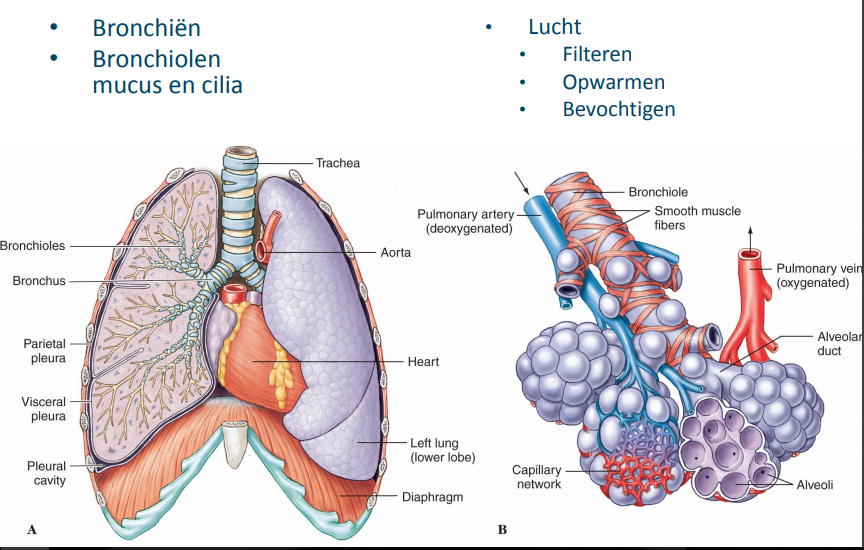 • Bronchiën
• Bronchiolen
mucus en cilia
• Lucht
• Filteren
• Opwarmen
• Bevochtigen
Trachea
Bronchioles
Aorta
Bronchus
Parietal
pleura
Heart
Visceral
pleura
Left lung
(lower lobe)
Pleural
cavity
Diaphragm
A
Bronchiole
Pulmonary artery
(deoxygenated)
Smooth muscle
fibers
Pulmonary vein
(oxygenated)
Alveolar
duct
Capillary
network
Alveoli
B